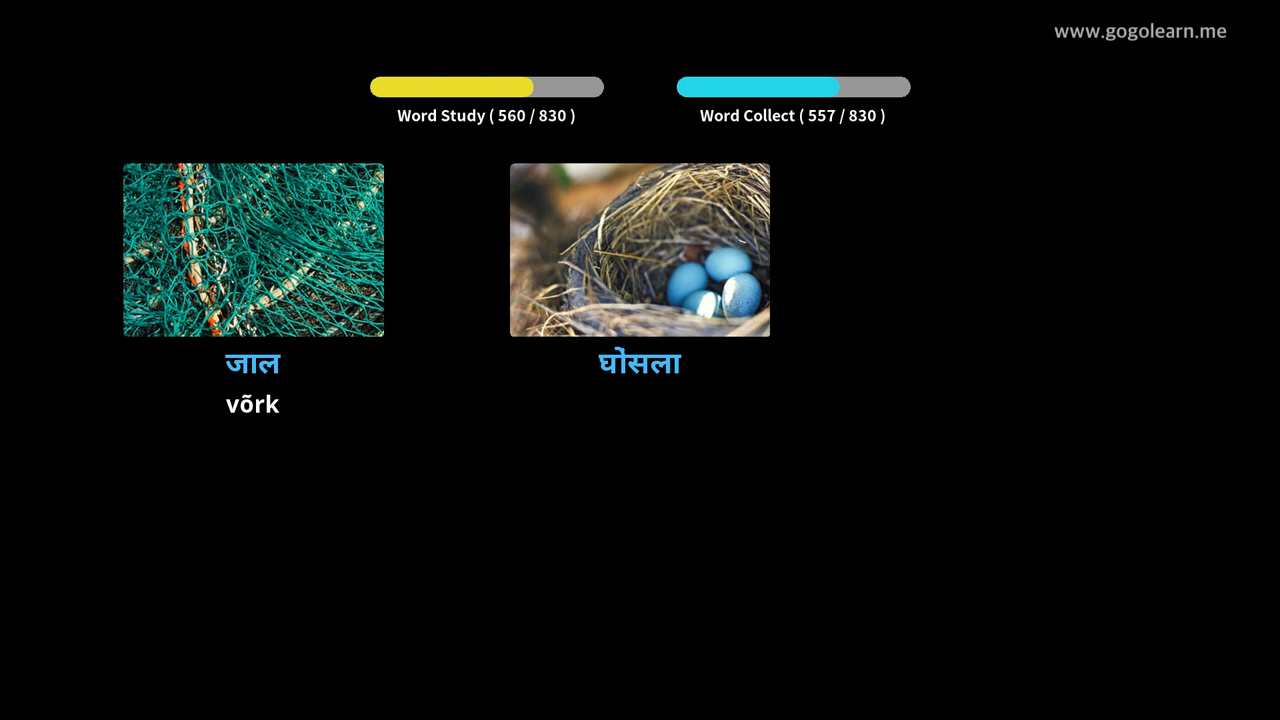 www.gogolearn.me
Word Study ( 560 / 830 )
Word Collect ( 557 / 830 )
जाल
घोंसला
võrk